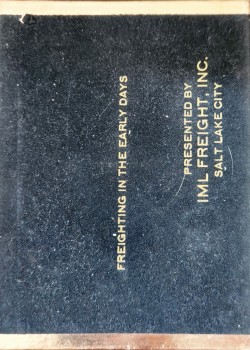 FREIGHTING IN THE EARLY DAYS
PRESENTED BY
IML FREIGHT, INC.
SALT LAKE CITY